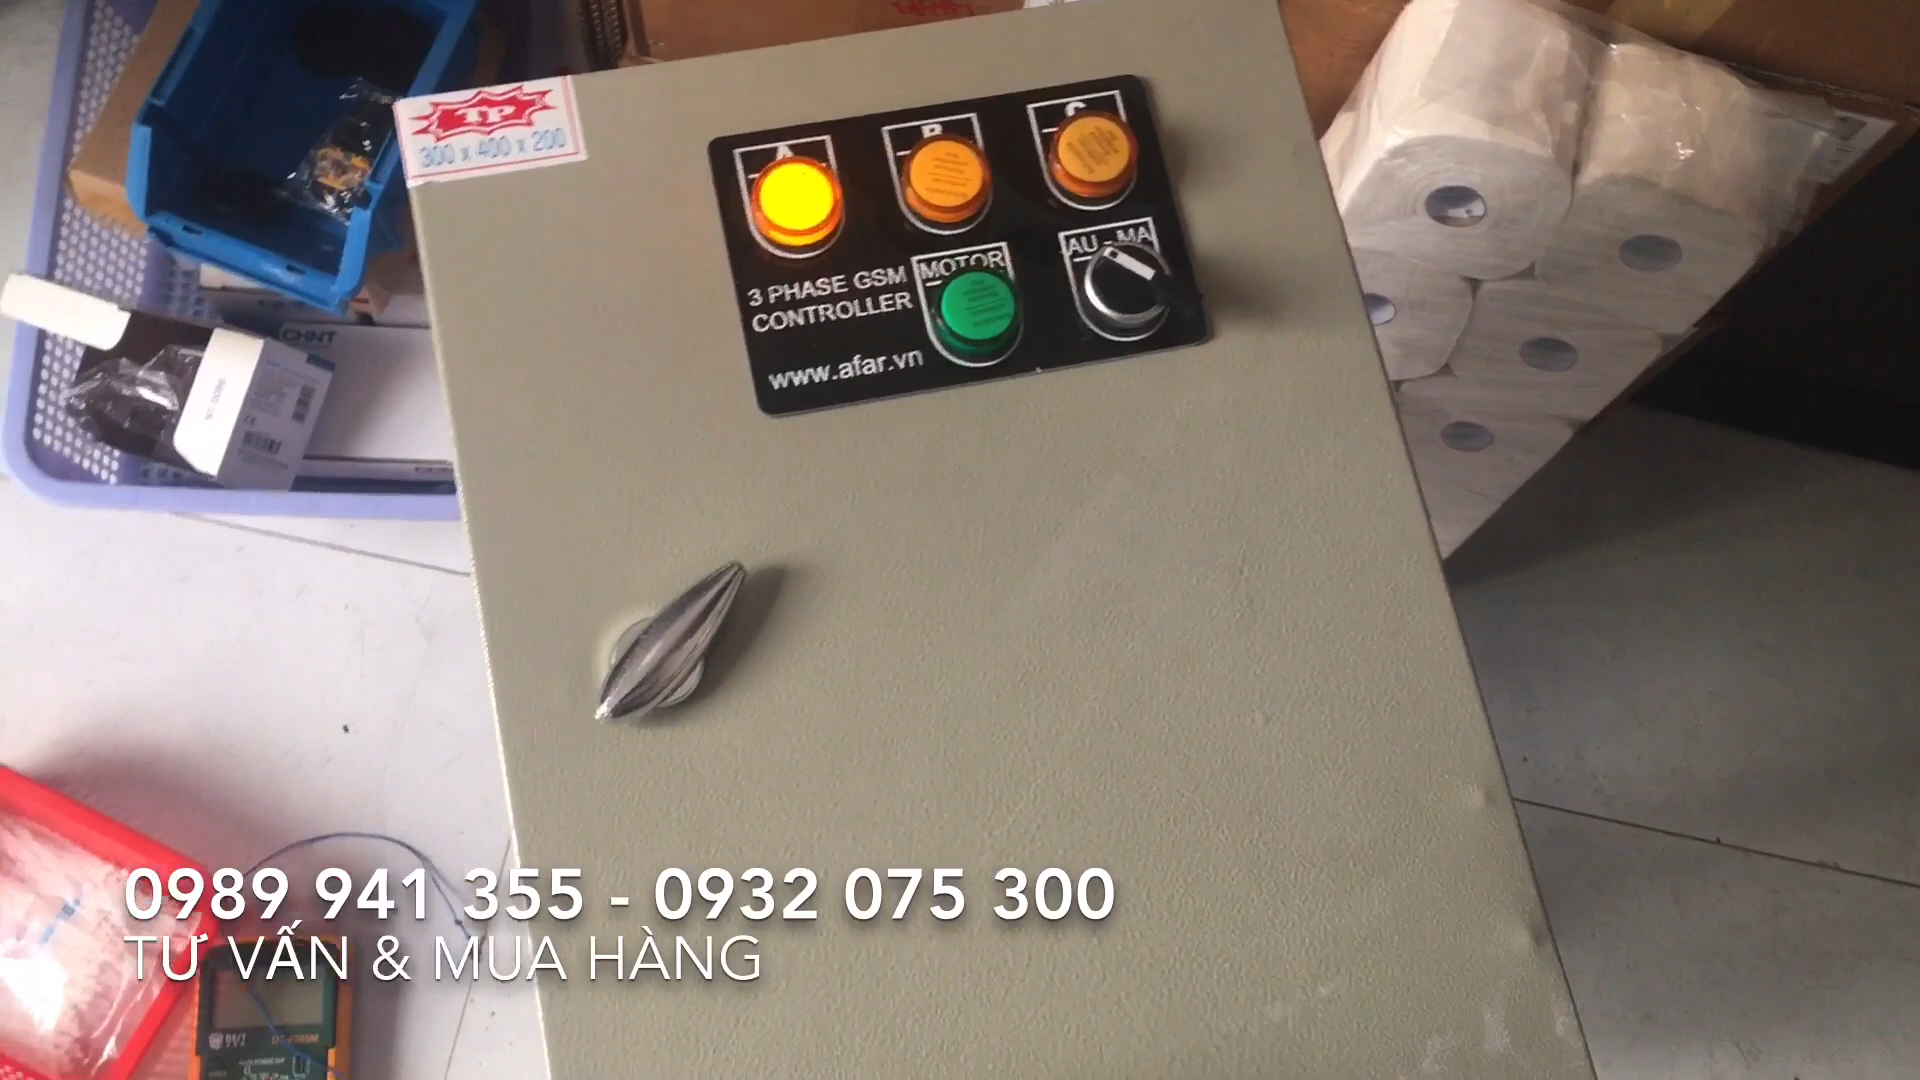 TP
300 x 400 x 200
A
B
C
MOTOR
AU - MA
3 PHASE GSM
CONTROLLER
www.afar.vn
CHNT
0989 941 355 - 0932 075 300
TƯ VẤN & MUA HÀNG